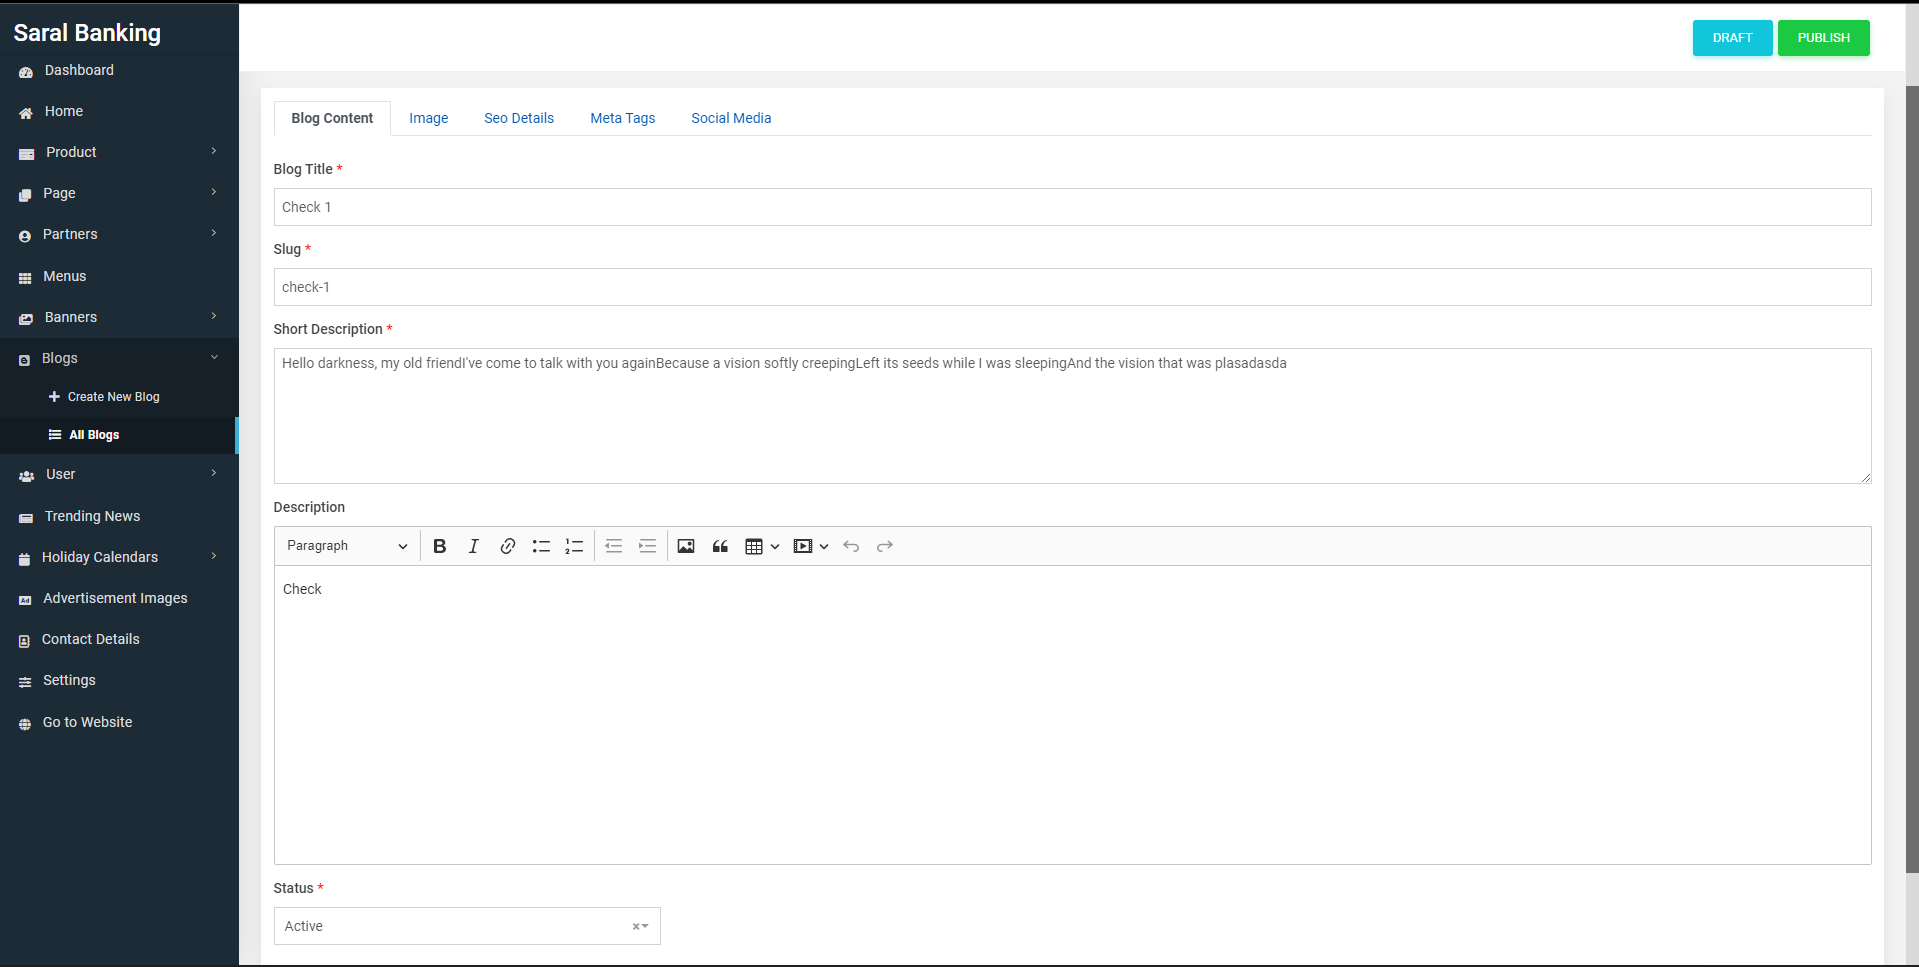 Saral Banking
Dashboard
Home
Product
Page
Partners
Menus
Banners
Blogs
Create New Blog
All Blogs
User
Trending News
Holiday Calendars
Advertisement Images
Contact Details
Settings
Go to Website
DRAFT PUBLISH
Blog Content Image Seo Details Meta Tags Social Media
Blog Title *
Check 1
Slug *
check-1
Short Description *
Hello darkness, my old friendI've come to talk with you againBecause a vision softly creepingLeft its seeds while I was sleepingAnd the vision that was plasadasda
Description
Paragraph
Check
Status *
Active